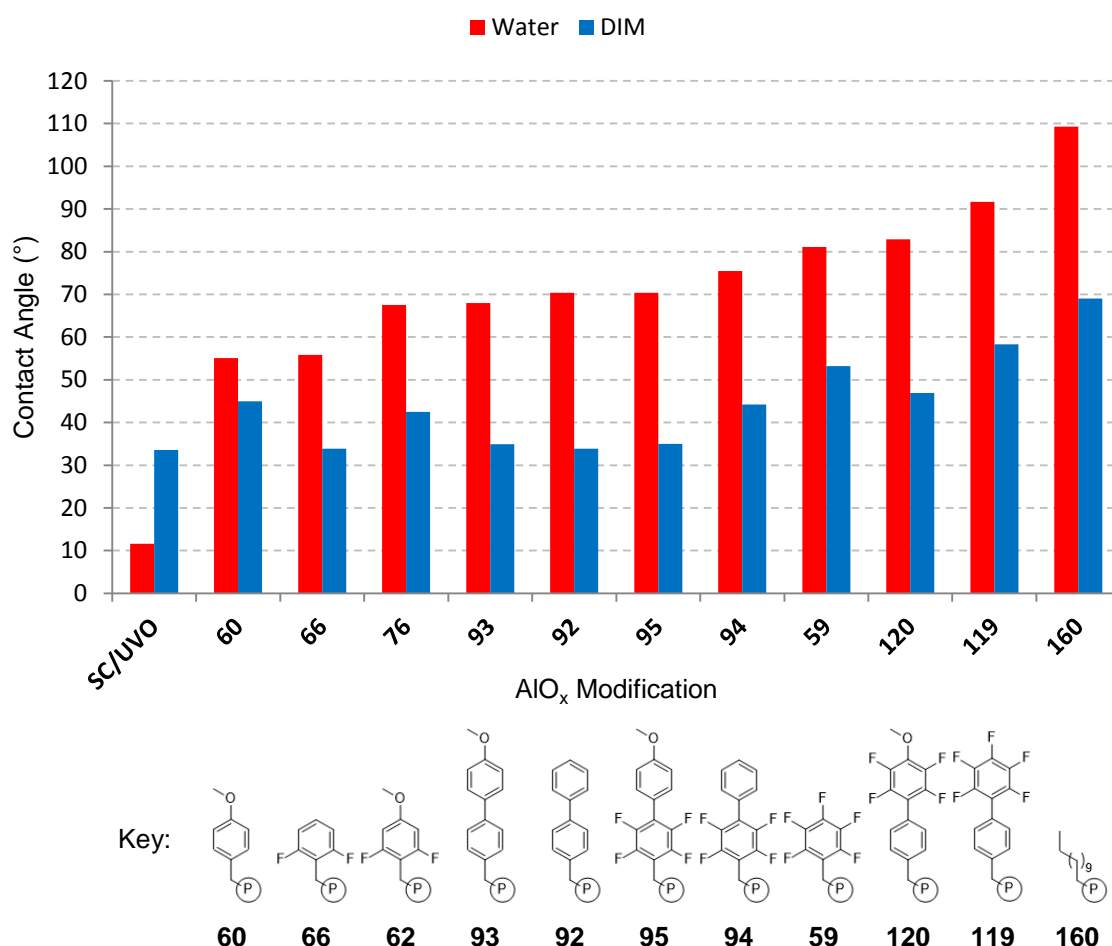 Water DIM
120
110
100
90
80
70
60
50
40
30
20
10
0
Contact Angle (°)
SC/UVO 60 66 76 93 92 95 94 59 120 119 160
AlOₓ Modification
Key:
O O O O F F F F F
F F F F F F F F F F F F F F F F F F
9
P P P P P P P P P P P
60 66 62 93 92 95 94 59 120 119 160